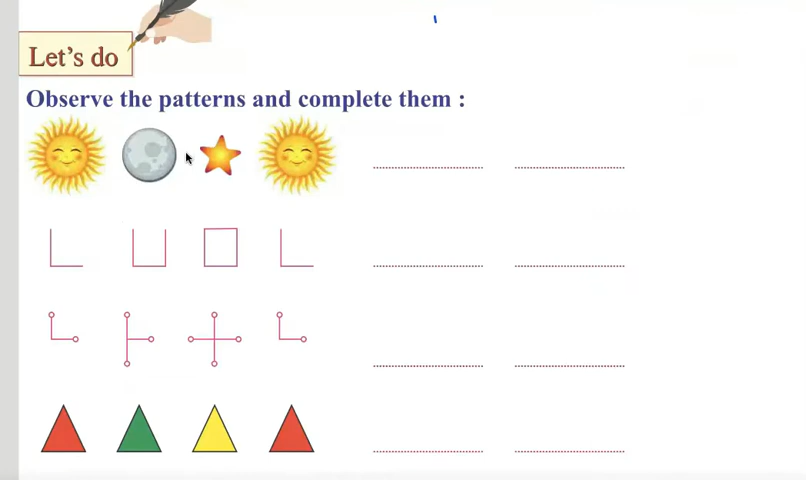 Let's do
Observe the patterns and complete them :